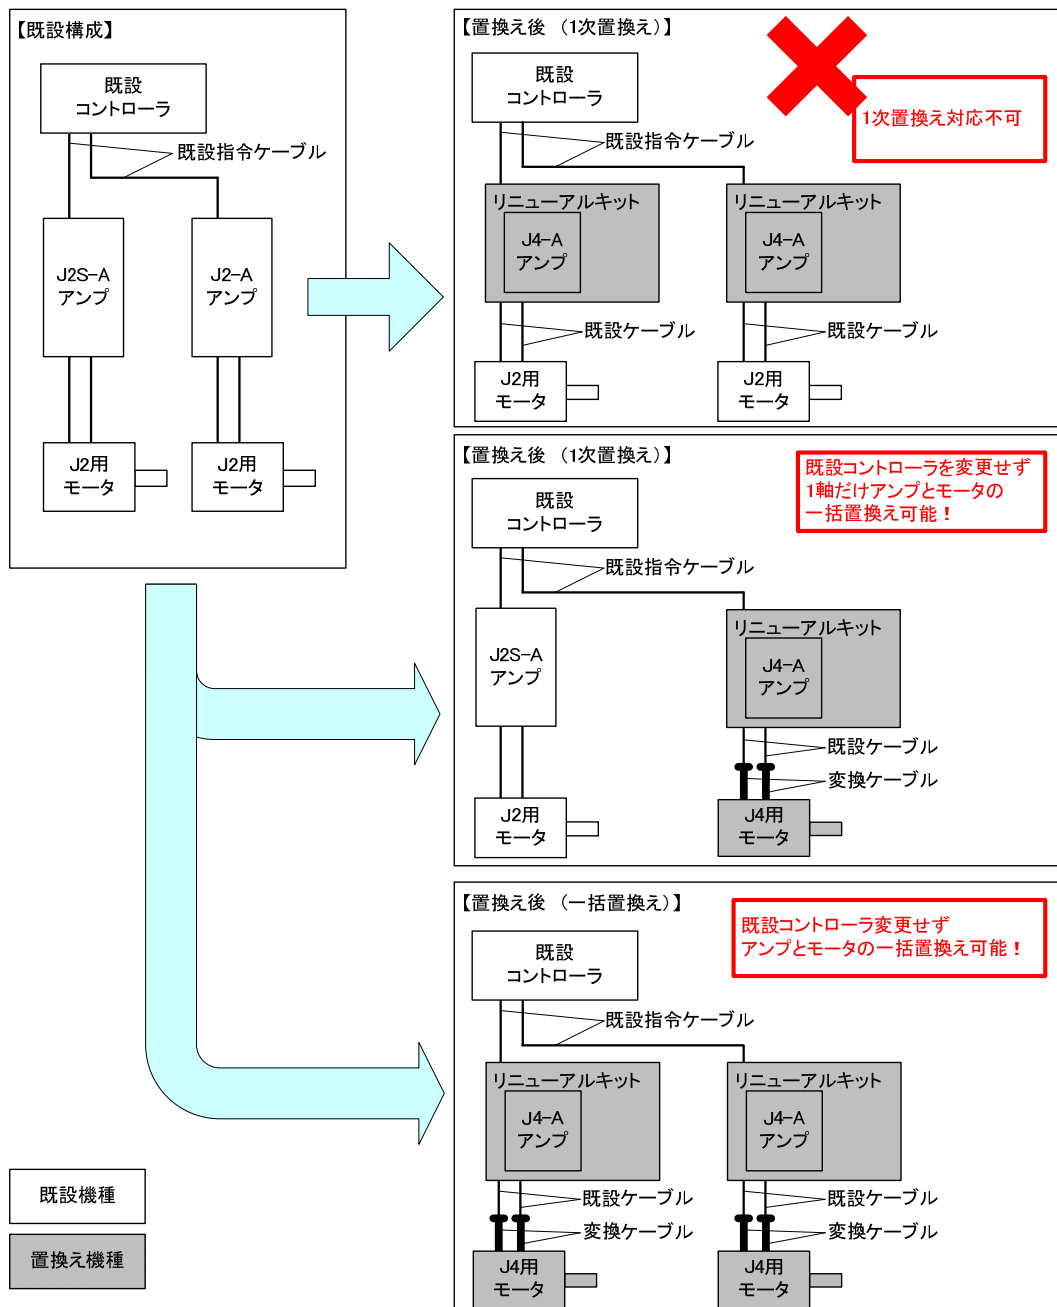 【既設構成】
既設
コントローラ
既設指令ケーブル
J2S-A
アンプ
J2-A
アンプ
J2用
モータ
J2用
モータ
【置換え後 （1次置換え）】
1次置換え対応不可
既設
コントローラ
既設指令ケーブル
リニューアルキット
J4-A
アンプ
リニューアルキット
J4-A
アンプ
既設ケーブル
既設ケーブル
J2用
モータ
J2用
モータ
【置換え後 （1次置換え）】
既設コントローラを変更せず
1軸だけアンプとモータの
一括置換え可能！
既設
コントローラ
既設指令ケーブル
J2S-A
アンプ
リニューアルキット
J4-A
アンプ
既設ケーブル
変換ケーブル
J2用
モータ
J4用
モータ
【置換え後 （一括置換え）】
既設コントローラ変更せず
アンプとモータの一括置換え可能！
既設
コントローラ
既設指令ケーブル
リニューアルキット
J4-A
アンプ
リニューアルキット
J4-A
アンプ
既設ケーブル
変換ケーブル
既設ケーブル
変換ケーブル
J4用
モータ
J4用
モータ
既設機種
置換え機種